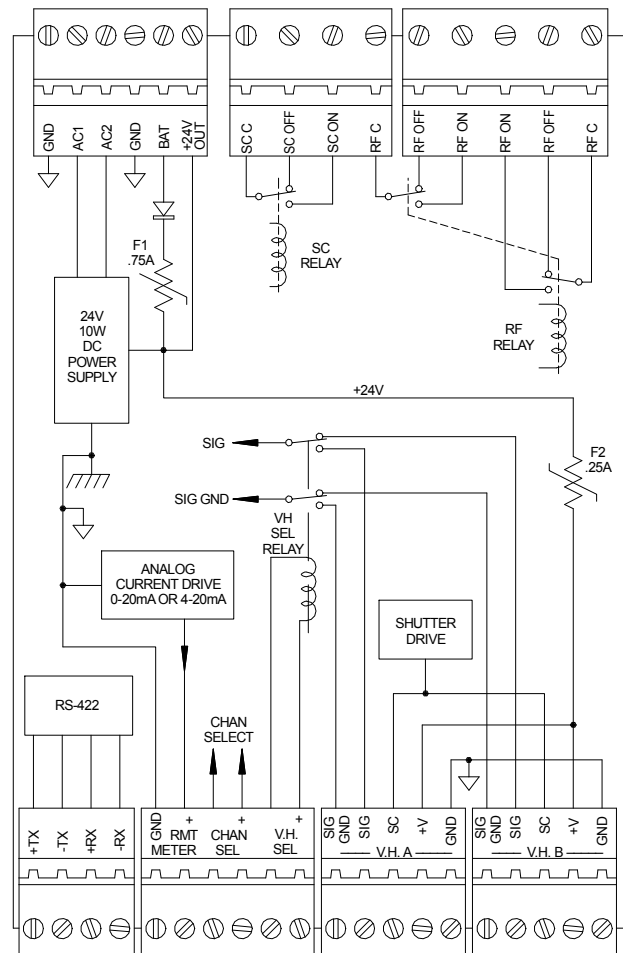 GND
AC1
AC2
GND
BAT
+24V
OUT
SC C
SC OFF
SC ON
RF C
RF OFF
RF ON
RF ON
RF OFF
RF C
F1
.75A
SC
RELAY
24V
10W
DC
POWER
SUPPLY
RF
RELAY
+24V
SIG
SIG GND
F2
.25A
VH
SEL
RELAY
ANALOG
CURRENT DRIVE
0-20mA OR 4-20mA
SHUTTER
DRIVE
RS-422
CHAN
SELECT
+TX
-TX
+RX
-RX
GND
+
RMT
METER
+
CHAN
SEL
+
V.H.
SEL
SIG
GND
SIG
SC
+V
GND
V.H. A
SIG
GND
SIG
SC
+V
GND
V.H. B